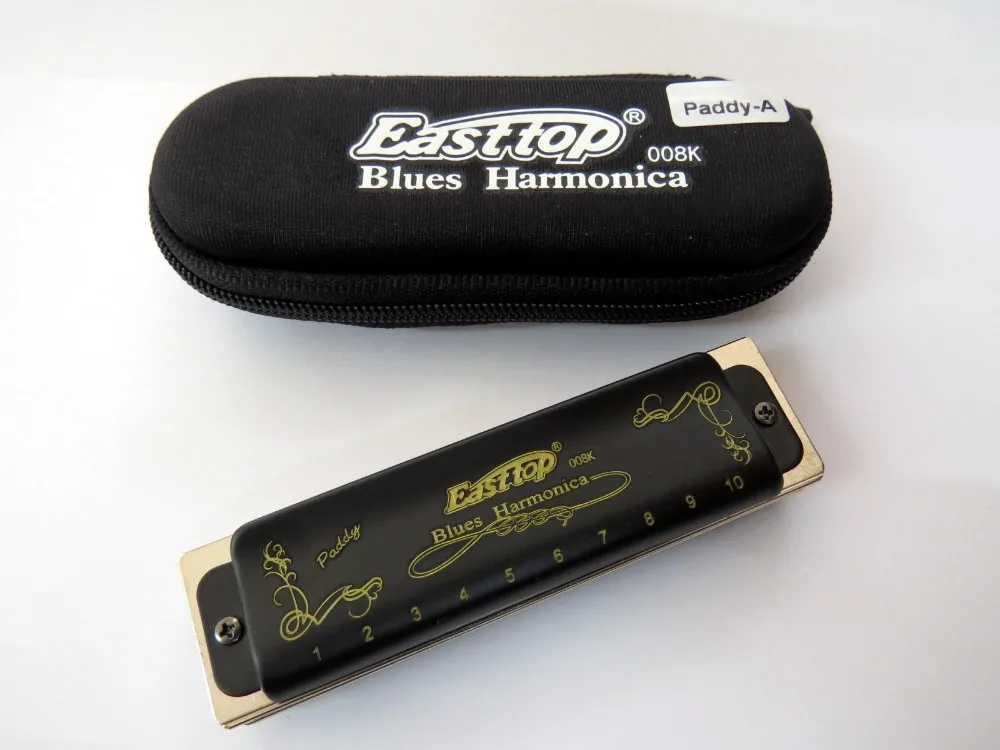 Easttop®
008K
Blues Harmonica
Paddy-A
Easttop®
008K
Blues Harmonica
Paddy
1 2 3 4 5 6 7 8 9 10